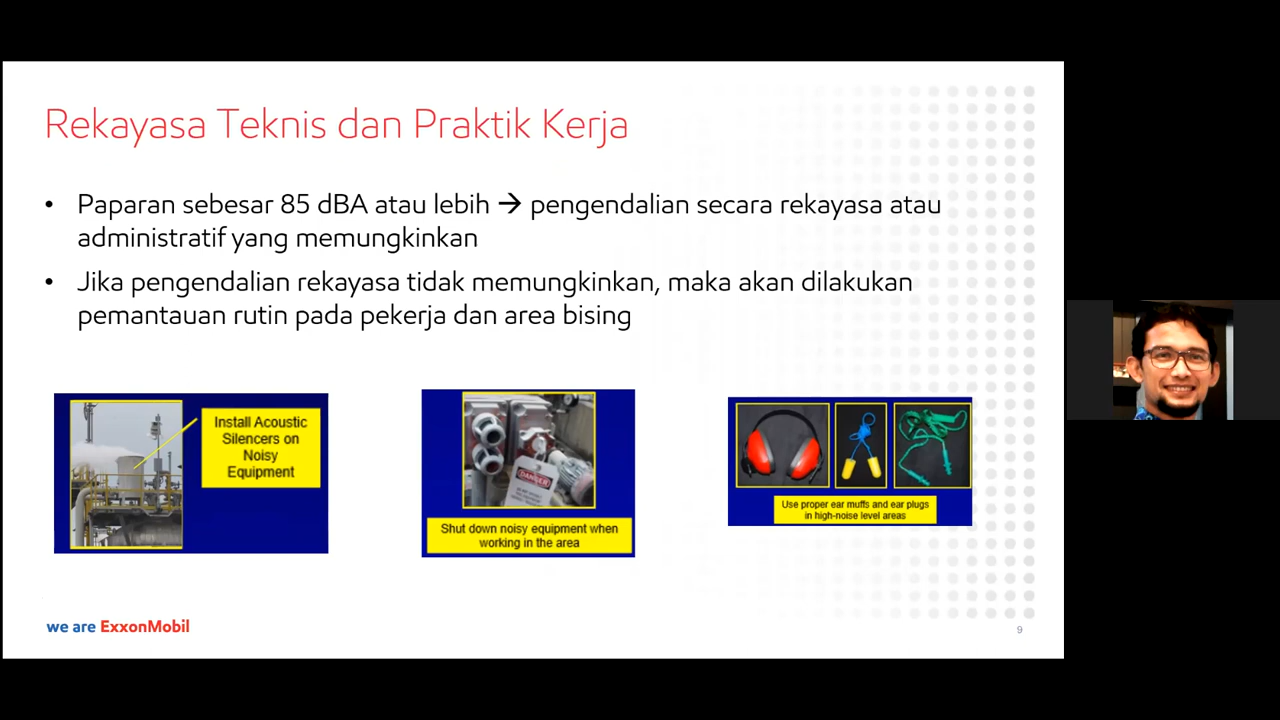 Rekayasa Teknis dan Praktik Kerja
• Paparan sebesar 85 dBA atau lebih → pengendalian secara rekayasa atau
administratif yang memungkinkan
• Jika pengendalian rekayasa tidak memungkinkan, maka akan dilakukan
pemantauan rutin pada pekerja dan area bising
Install Acoustic
Silencers on
Noisy
Equipment
DANGER
Shut down noisy equipment when
working in the area
Use proper ear muffs and ear plugs
in high-noise level areas
we are ExxonMobil
9